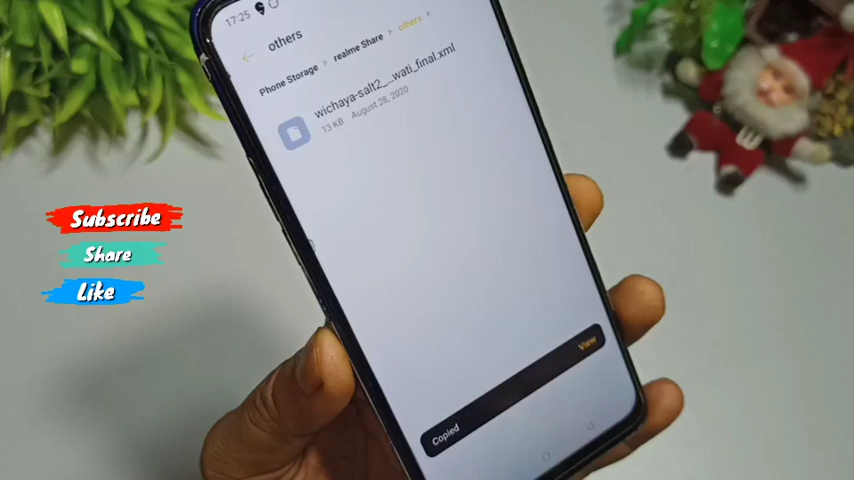 17:25
others
Phone Storage
realme Share
others
wichaya-salt2_...wati_final.xml
13 KB
August 28, 2020
Subscribe
Share
Like
View
Copied